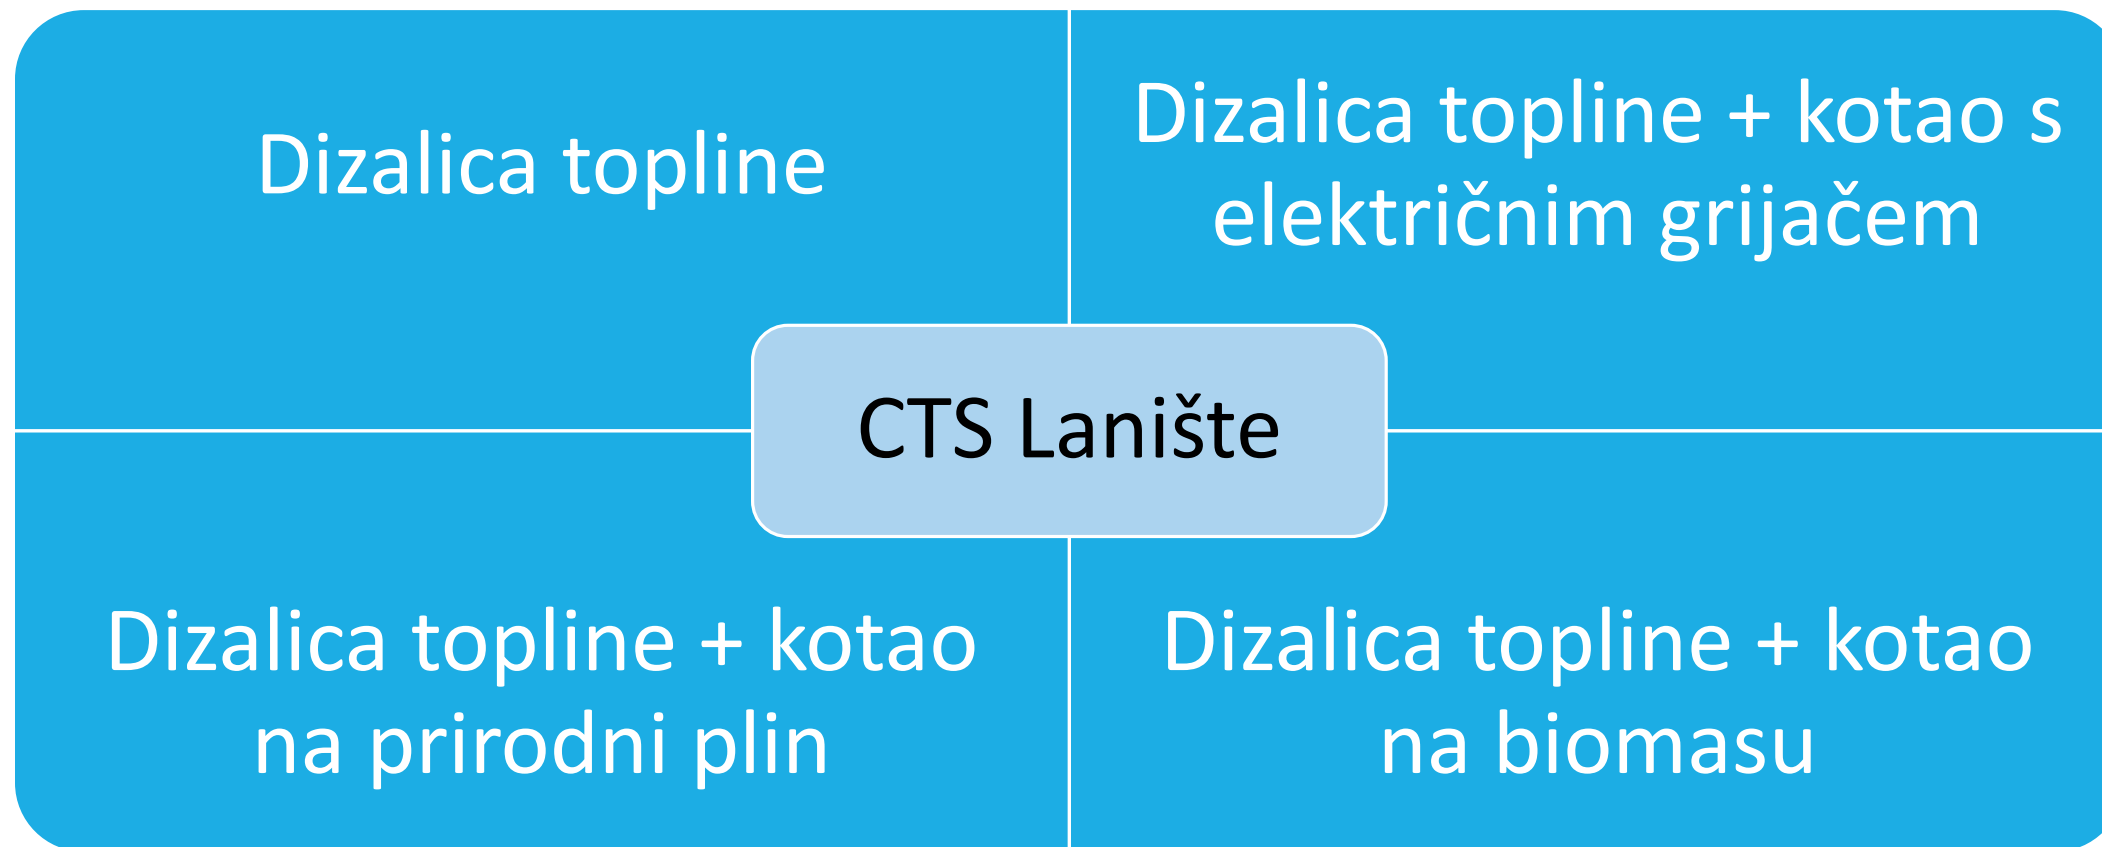 Dizalica topline
Dizalica topline + kotao s
električnim grijačem
CTS Lanište
Dizalica topline + kotao
na prirodni plin
Dizalica topline + kotao
na biomasu